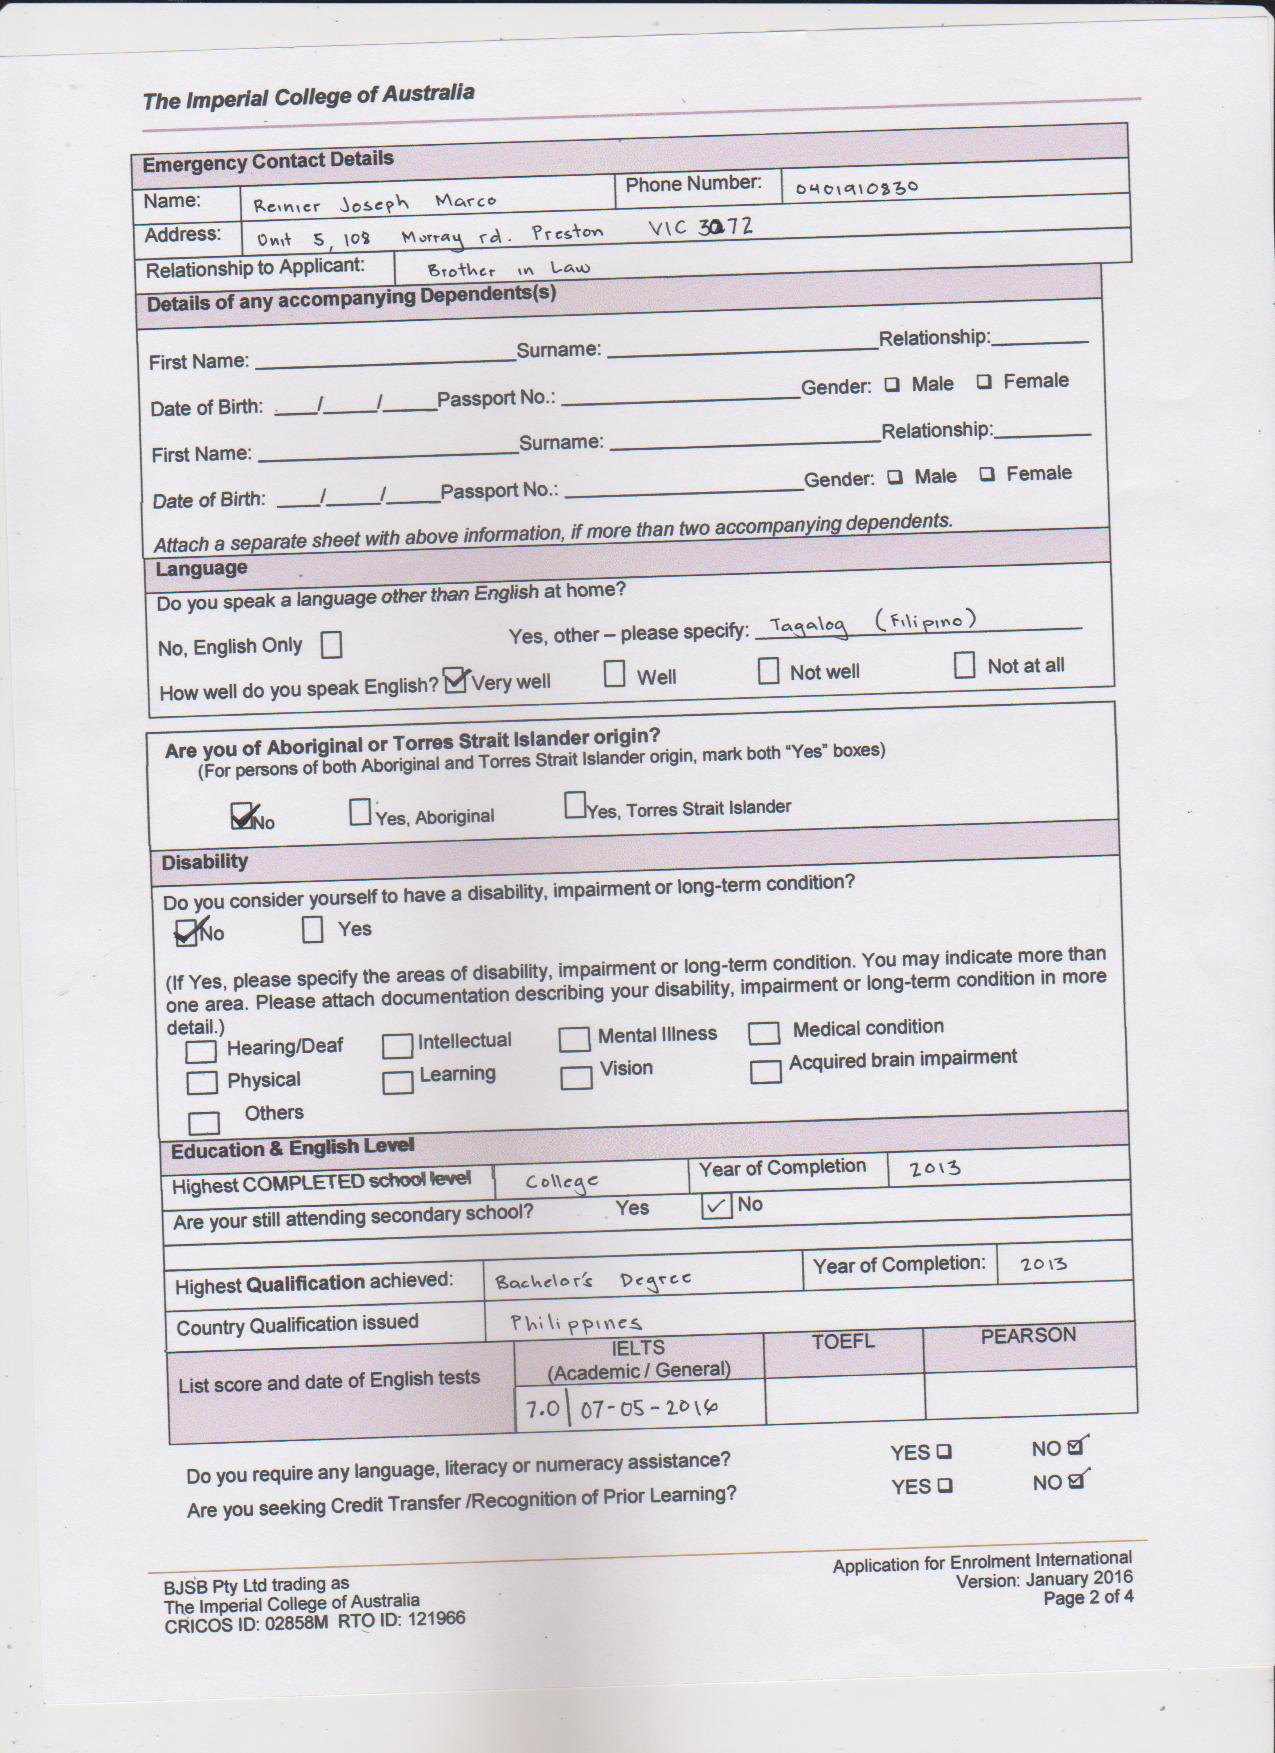 The Imperial College of Australia
Emergency Contact Details
Name: Reinier Joseph Marco Phone Number: 0401910830
Address: Unit 5, 108 Murray rd. Preston VIC 3072
Relationship to Applicant: Brother in Law
Details of any accompanying Dependents(s)
First Name: Surname: Relationship:
Date of Birth: / / Passport No.: Gender: Male Female
First Name: Surname: Relationship:
Date of Birth: / / Passport No.: Gender: Male Female
Attach a separate sheet with above information, if more than two accompanying dependents.
Language
Do you speak a language other than English at home?
No, English Only Yes, other – please specify: Tagalog (Filipino)
How well do you speak English? Very well Well Not well Not at all
Are you of Aboriginal or Torres Strait Islander origin?
(For persons of both Aboriginal and Torres Strait Islander origin, mark both “Yes” boxes)
No Yes, Aboriginal Yes, Torres Strait Islander
Disability
Do you consider yourself to have a disability, impairment or long-term condition?
No Yes
(If Yes, please specify the areas of disability, impairment or long-term condition. You may indicate more than
one area. Please attach documentation describing your disability, impairment or long-term condition in more
detail.)
Hearing/Deaf Intellectual Mental Illness Medical condition
Physical Learning Vision Acquired brain impairment
Others
Education & English Level
Highest COMPLETED school level College Year of Completion 2013
Are your still attending secondary school? Yes No
Highest Qualification achieved: Bachelor's Degree Year of Completion: 2013
Country Qualification issued Philippines
List score and date of English tests IELTS TOEFL PEARSON
(Academic / General)
7.0 07-05-2016
Do you require any language, literacy or numeracy assistance? YES NO
Are you seeking Credit Transfer /Recognition of Prior Learning? YES NO
BJSB Pty Ltd trading as
The Imperial College of Australia
CRICOS ID: 02858M RTO ID: 121966
Application for Enrolment International
Version: January 2016
Page 2 of 4